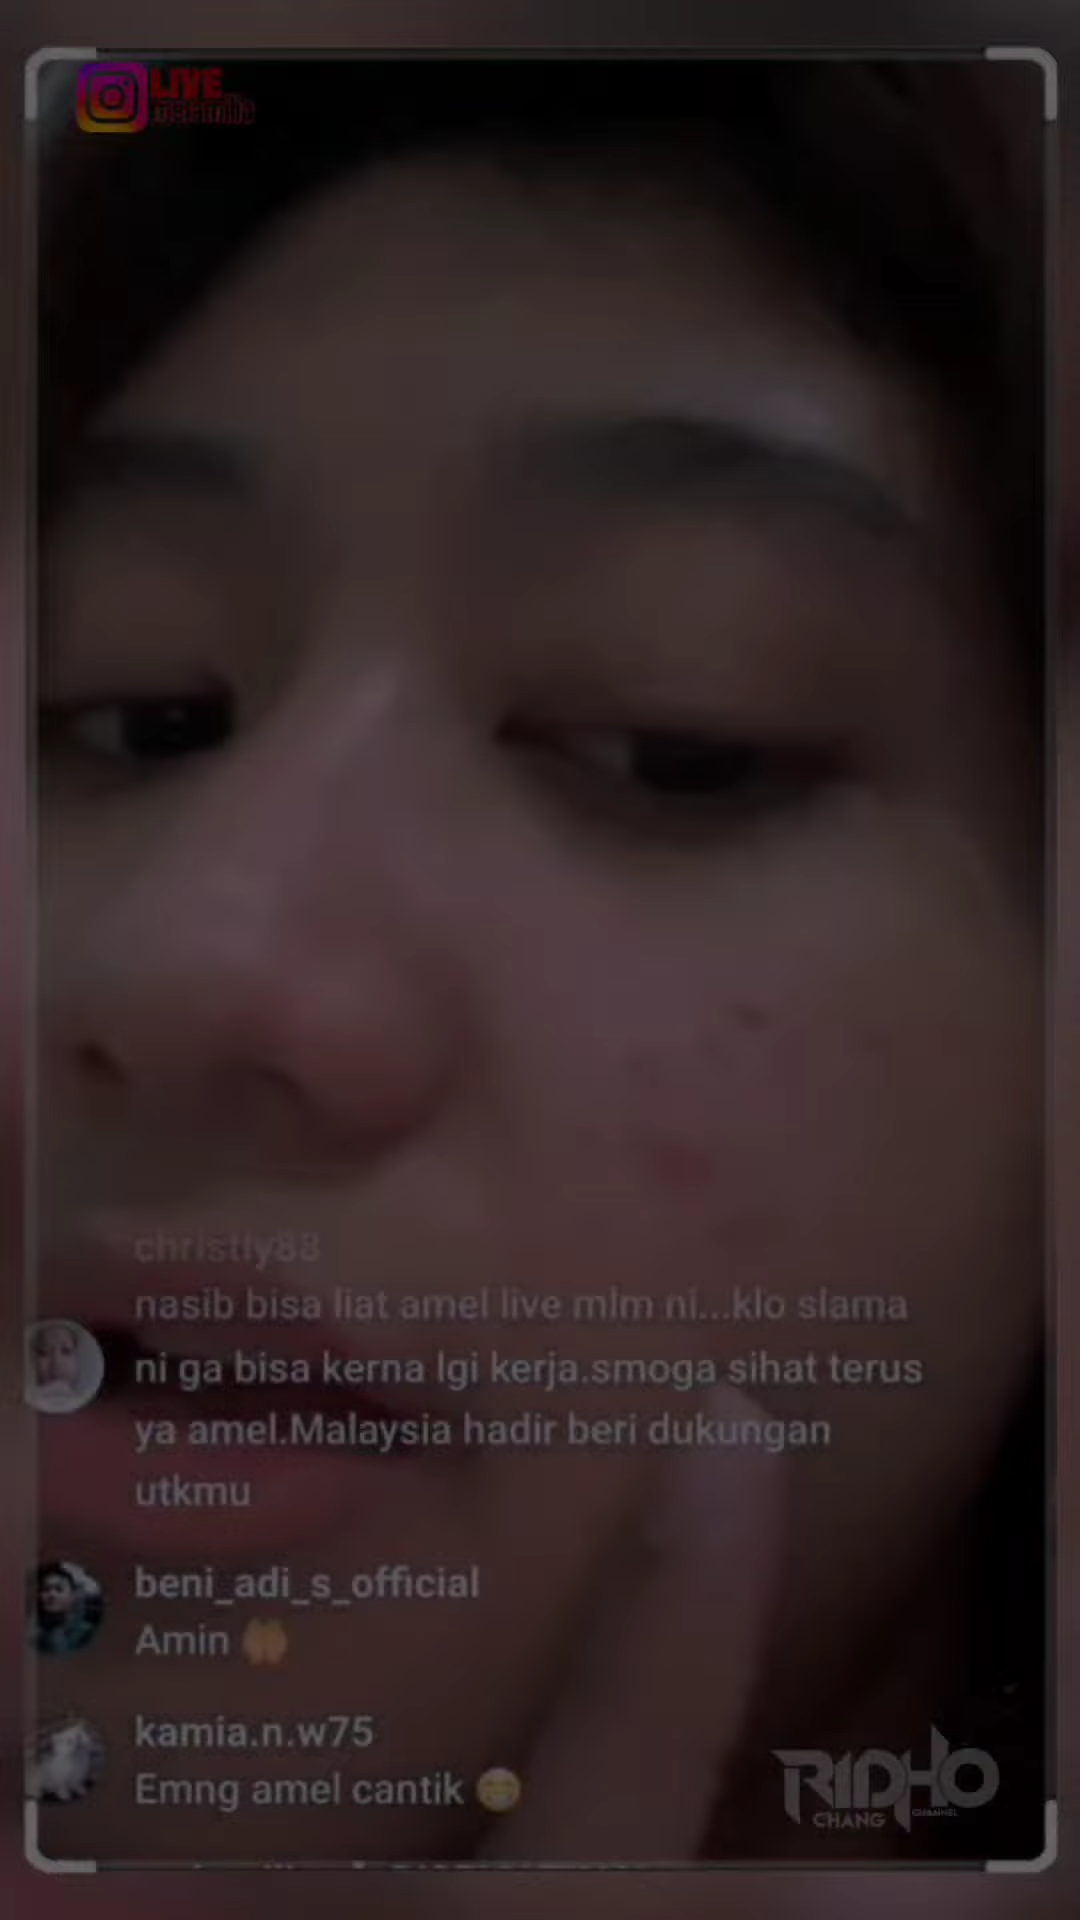 LIVE
christly88
nasib bisa liat amel live mlm ni...klo slama
ni ga bisa kerna lgi kerja.smoga sihat terus
ya amel.Malaysia hadir beri dukungan
utkmu
beni_adi_s_official
Amin 🤲
kamia.n.w75
Emng amel cantik 😁
RIDHO
CHANG CHANNEL